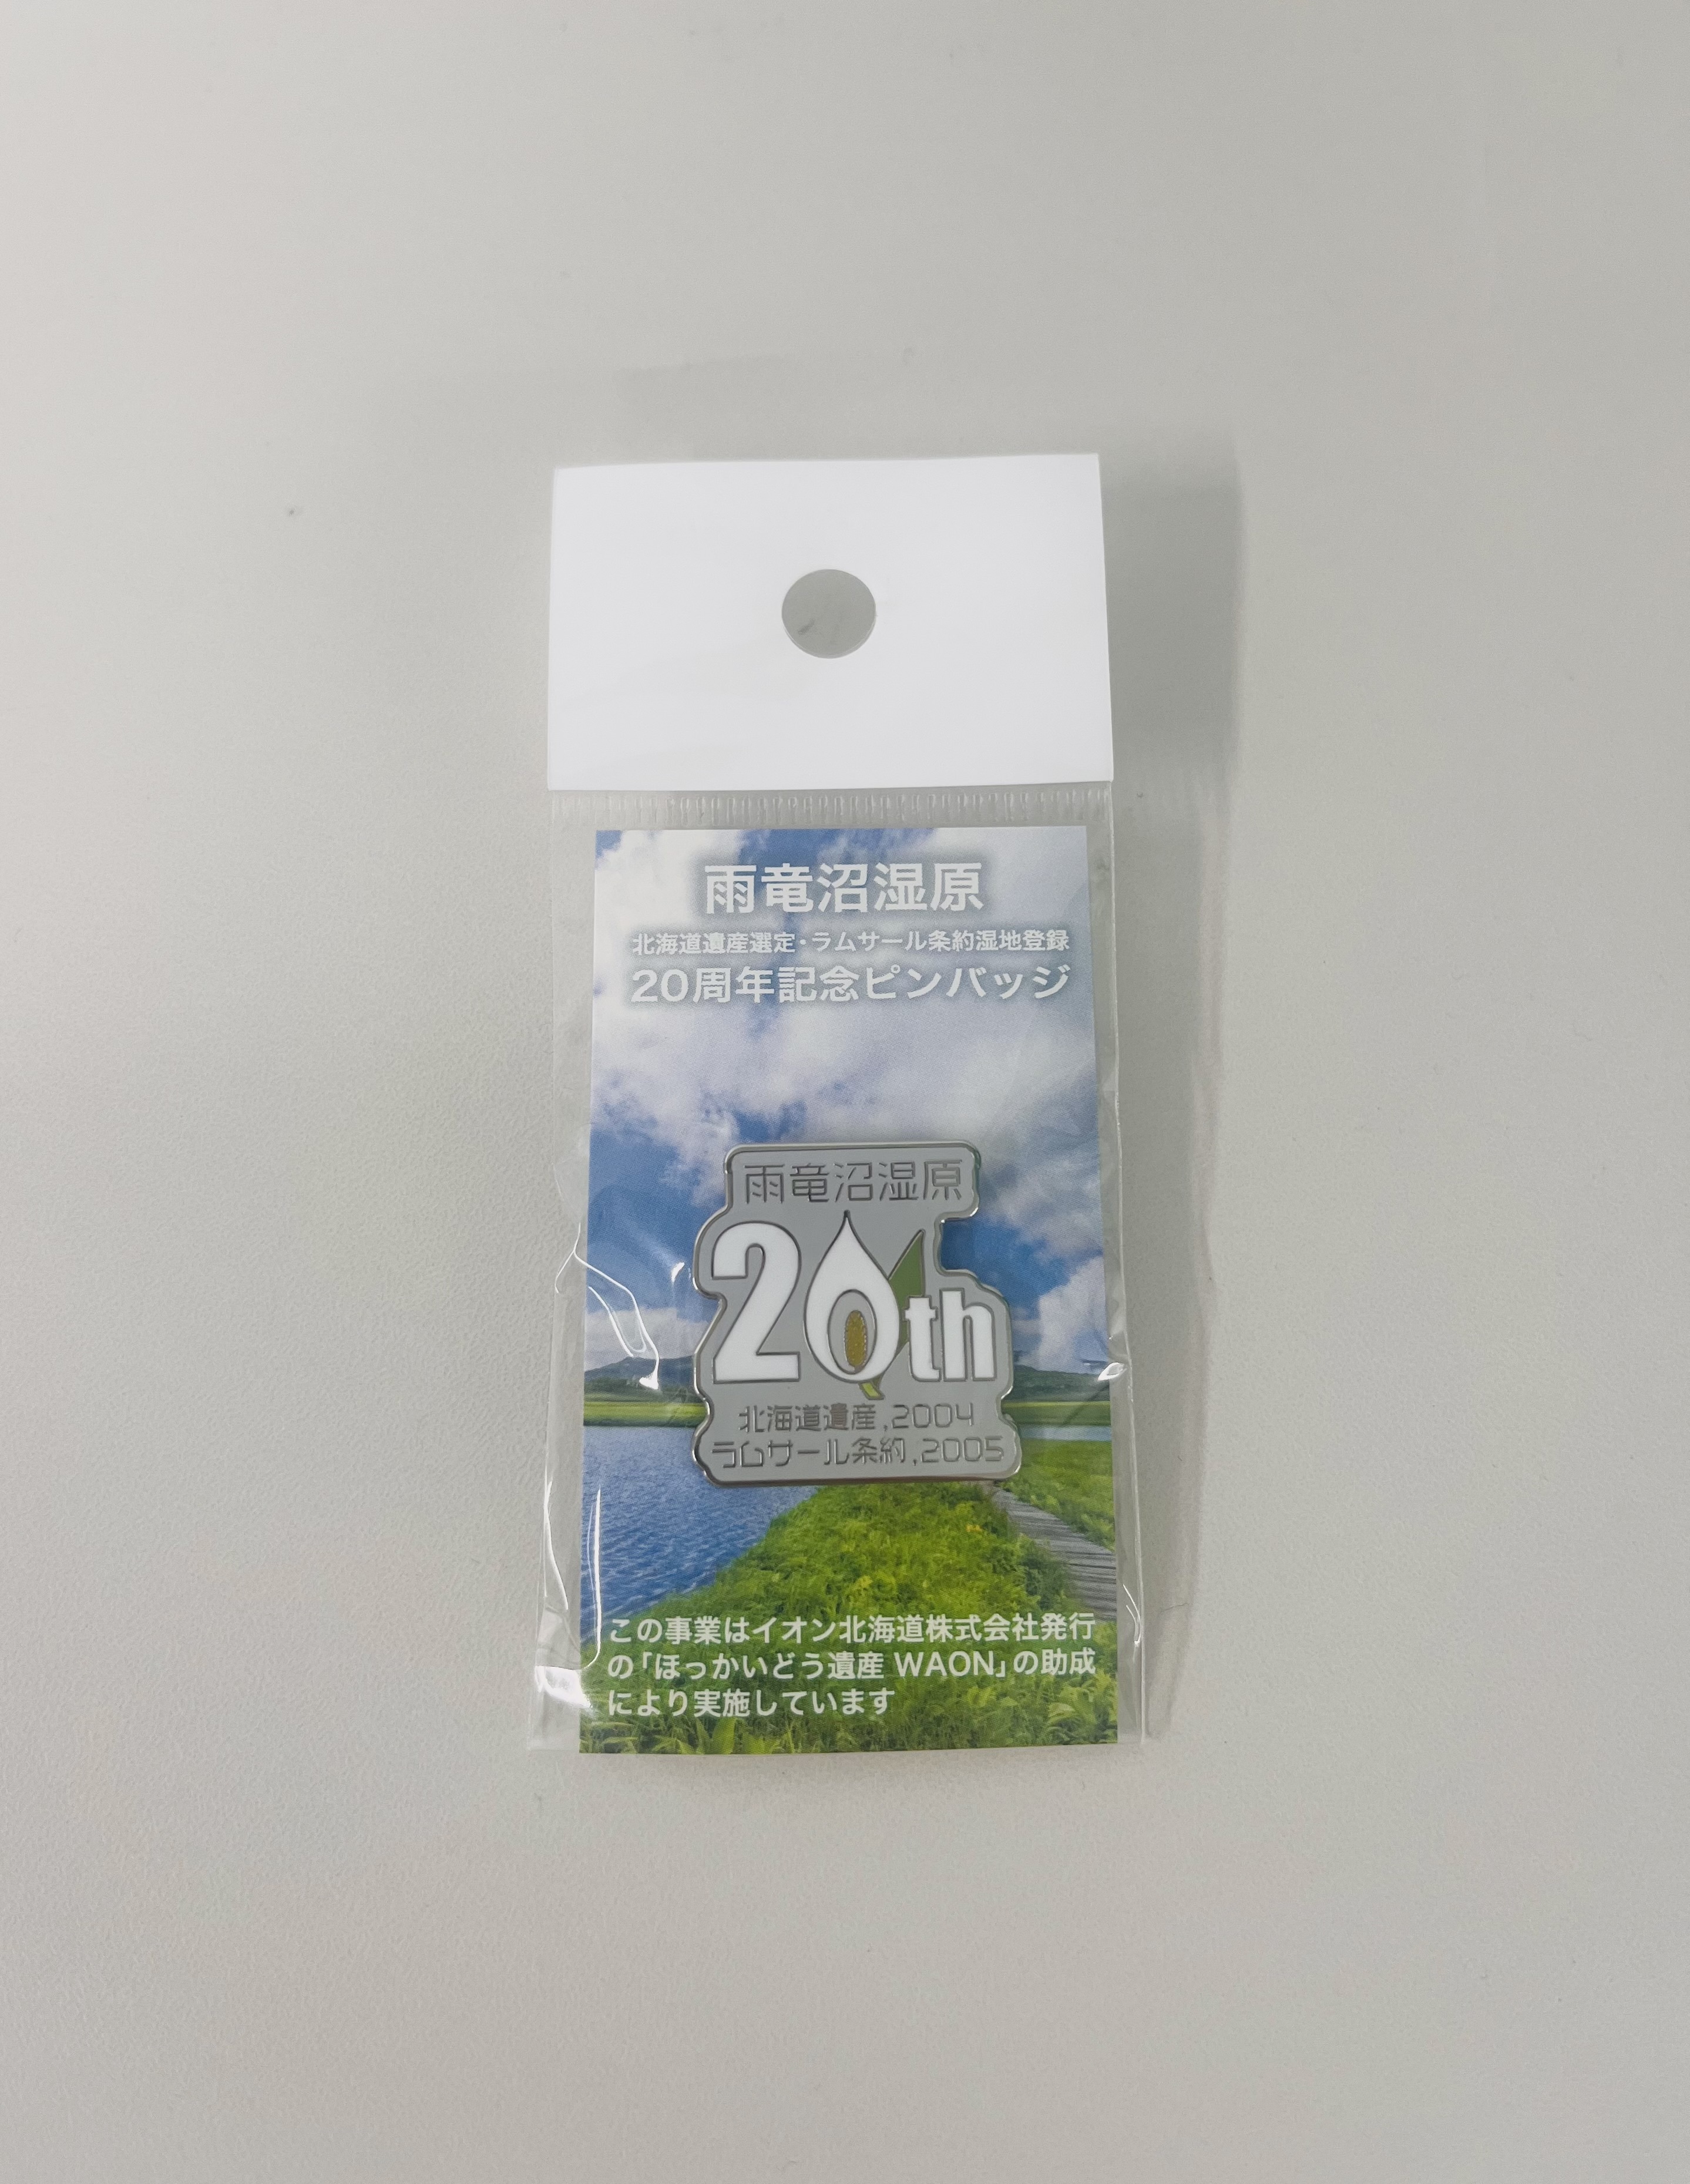 雨竜沼湿原
北海道遺産選定・ラムサール条約湿地登録
20周年記念ピンバッジ
雨竜沼湿原
20th
北海道遺産,2004
ラムサール条約,2005
この事業はイオン北海道株式会社発行
の「ほっかいどう遺産 WAON」の助成
により実施しています